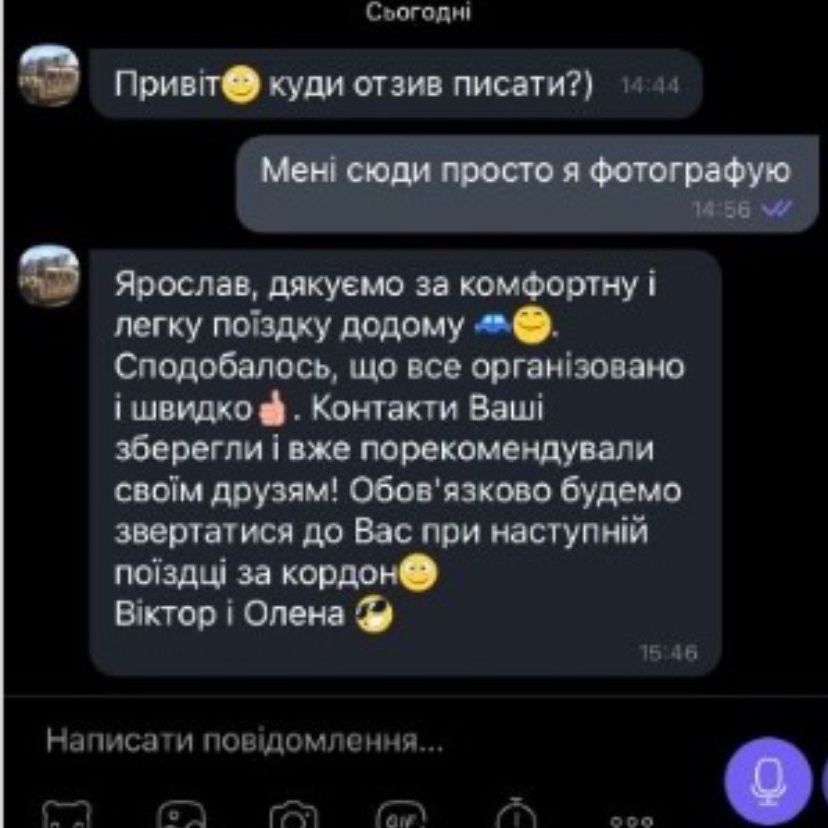 Сьогодні
Привіт🙂 куди отзив писати?) 14:44
Мені сюди просто я фотографую
14:56
Ярослав, дякуємо за комфортну і
легку поїздку додому 🚙😊.
Сподобалось, що все організовано
і швидко👍. Контакти Ваші
зберегли і вже порекомендували
своїм друзям! Обов'язково будемо
звертатися до Вас при наступній
поїздці за кордон🙂
Віктор і Олена
15:46
Написати повідомлення...
GIF